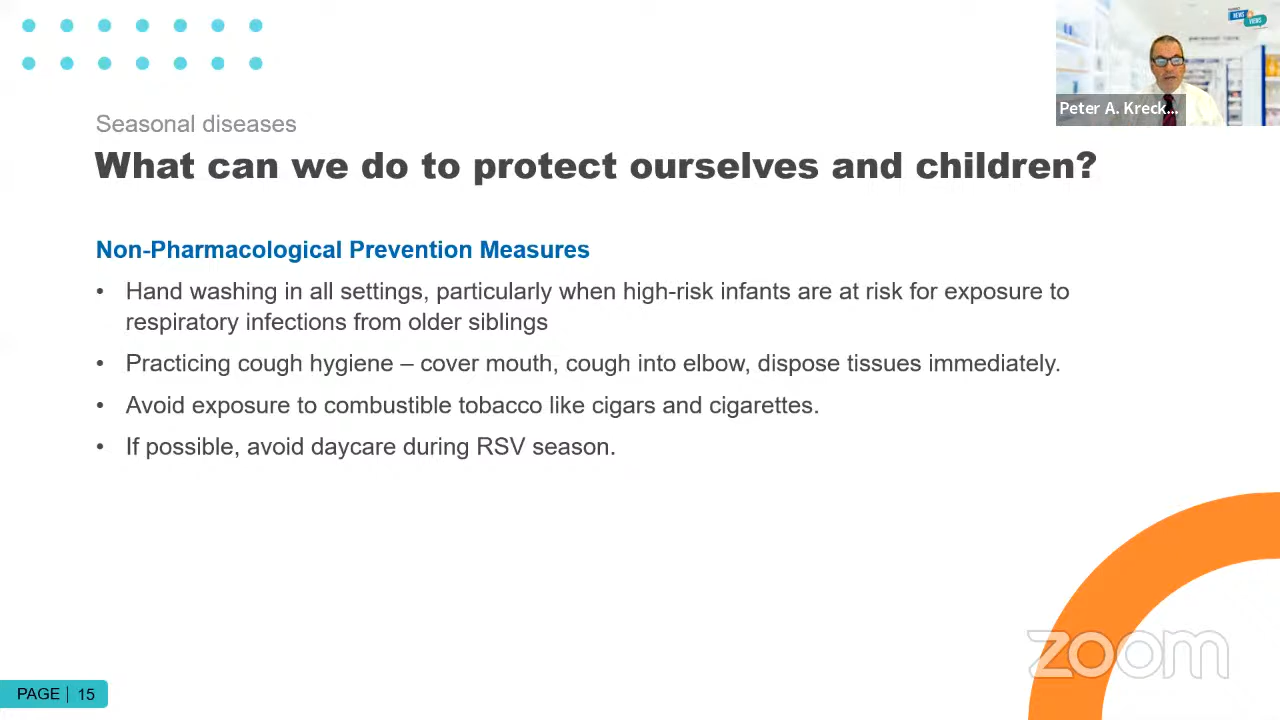 NEWS
VIEWS
Peter A. Kreck...
Seasonal diseases
What can we do to protect ourselves and children?
Non-Pharmacological Prevention Measures
• Hand washing in all settings, particularly when high-risk infants are at risk for exposure to
respiratory infections from older siblings
• Practicing cough hygiene – cover mouth, cough into elbow, dispose tissues immediately.
• Avoid exposure to combustible tobacco like cigars and cigarettes.
• If possible, avoid daycare during RSV season.
zoom
PAGE | 15